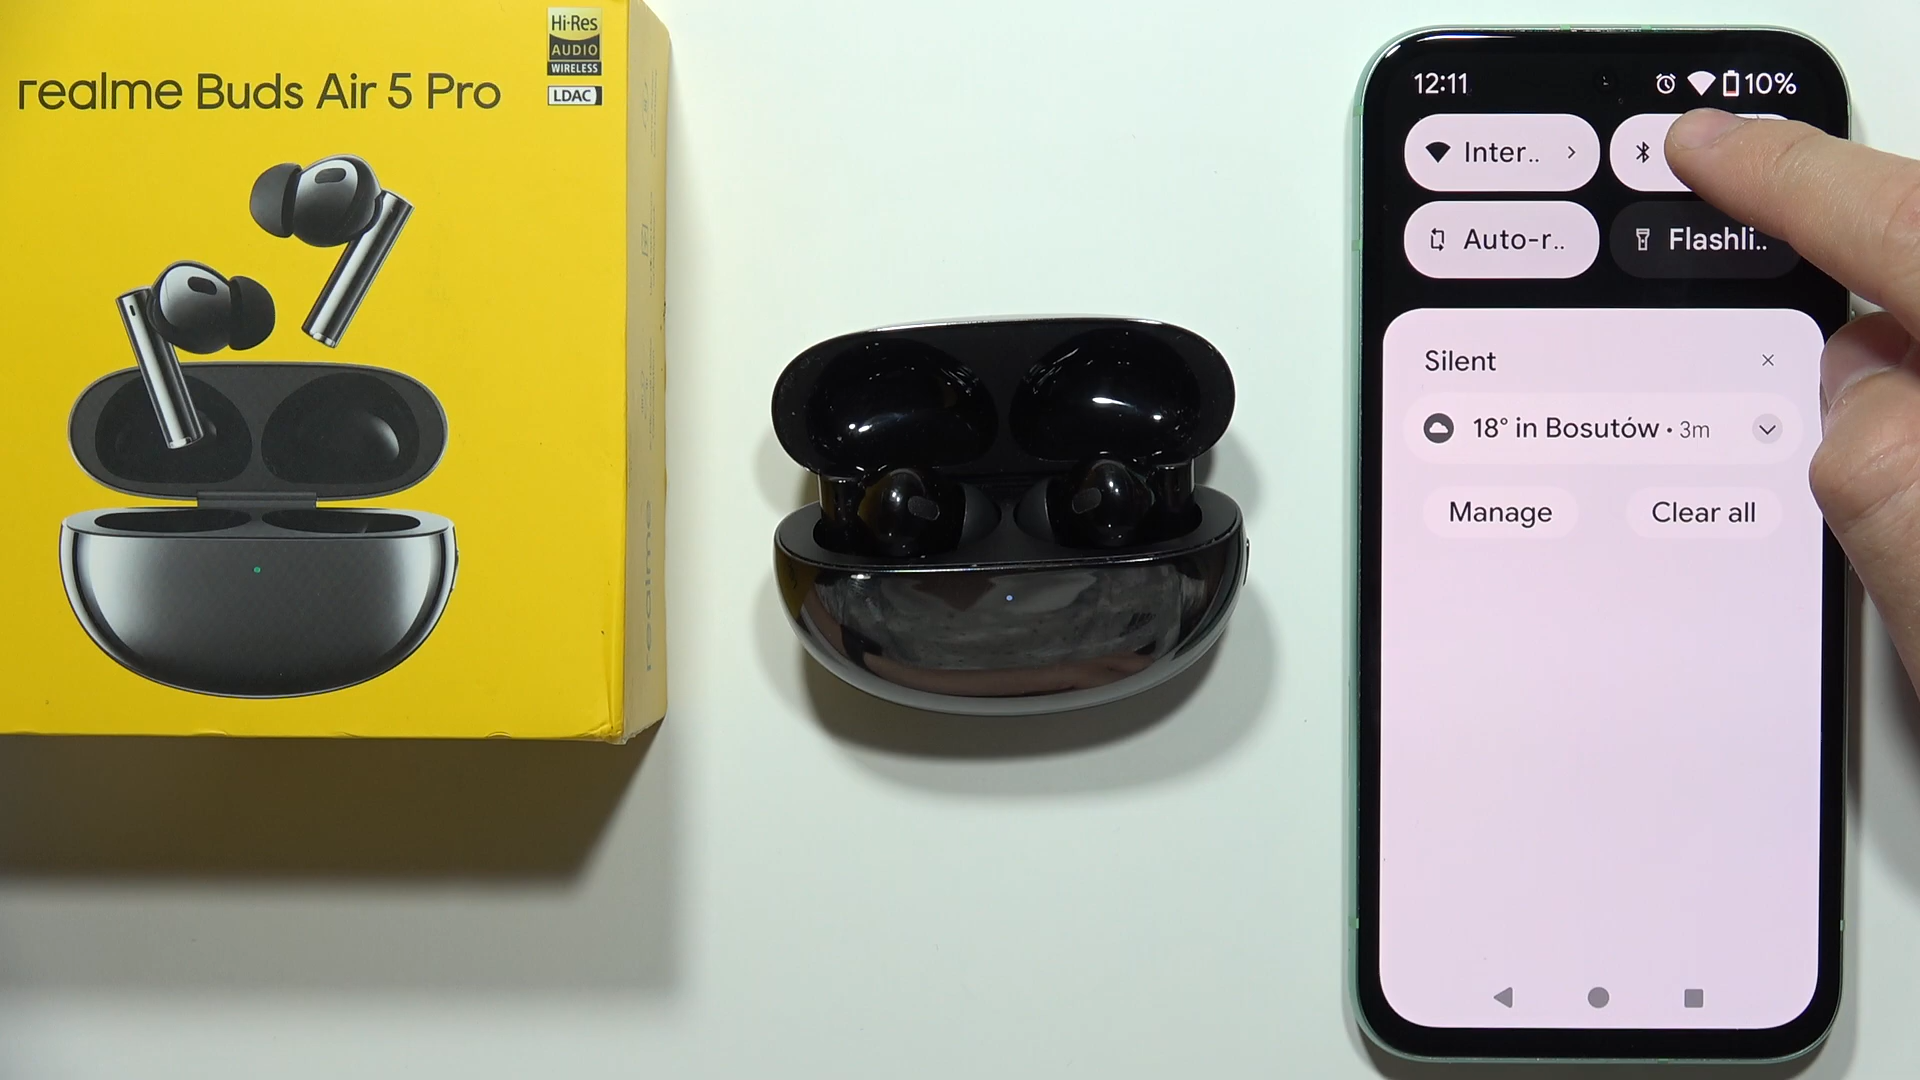 realme Buds Air 5 Pro
Hi-Res
AUDIO
WIRELESS
LDAC
realme
12:11
10%
Inter..
Auto-r..
Flashli..
Silent
18° in Bosutów • 3m
Manage
Clear all